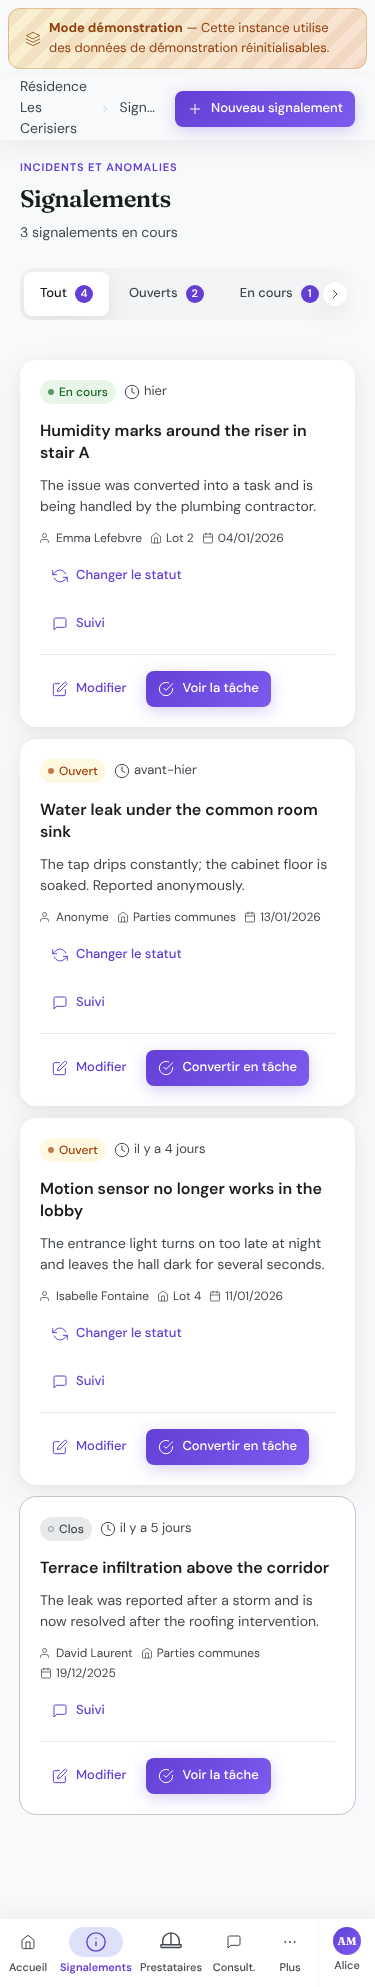 Mode démonstration — Cette instance utilise
des données de démonstration réinitialisables.
Résidence
Les
Cerisiers
Sign...
Nouveau signalement
INCIDENTS ET ANOMALIES
Signalements
3 signalements en cours
Tout 4
Ouverts 2
En cours 1
En cours
hier
Humidity marks around the riser in
stair A
The issue was converted into a task and is
being handled by the plumbing contractor.
Emma Lefebvre Lot 2 04/01/2026
Changer le statut
Suivi
Modifier
Voir la tâche
Ouvert
avant-hier
Water leak under the common room
sink
The tap drips constantly; the cabinet floor is
soaked. Reported anonymously.
Anonyme Parties communes 13/01/2026
Changer le statut
Suivi
Modifier
Convertir en tâche
Ouvert
il y a 4 jours
Motion sensor no longer works in the
lobby
The entrance light turns on too late at night
and leaves the hall dark for several seconds.
Isabelle Fontaine Lot 4 11/01/2026
Changer le statut
Suivi
Modifier
Convertir en tâche
Clos
il y a 5 jours
Terrace infiltration above the corridor
The leak was reported after a storm and is
now resolved after the roofing intervention.
David Laurent Parties communes
19/12/2025
Suivi
Modifier
Voir la tâche
AM
Accueil
Signalements
Prestataires
Consult.
Plus
Alice